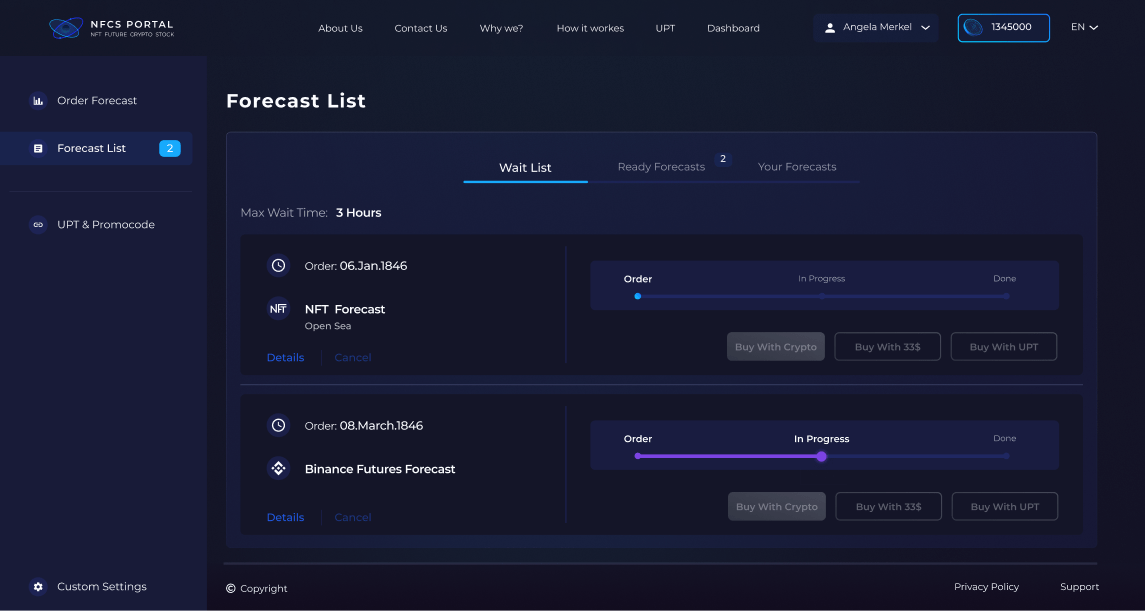 NFCS PORTAL
NFT FUTURE CRYPTO STOCK
About Us
Contact Us
Why we?
How it workes
UPT
Dashboard
Angela Merkel
1345000
EN
Order Forecast
Forecast List
2
UPT & Promocode
Custom Settings
Forecast List
Wait List
Ready Forecasts
2
Your Forecasts
Max Wait Time: 3 Hours
Order: 06.Jan.1846
NFT
NFT Forecast
Open Sea
Details
Cancel
Order
In Progress
Done
Buy With Crypto
Buy With 33$
Buy With UPT
Order: 08.March.1846
Binance Futures Forecast
Details
Cancel
Order
In Progress
Done
Buy With Crypto
Buy With 33$
Buy With UPT
© Copyright
Privacy Policy
Support